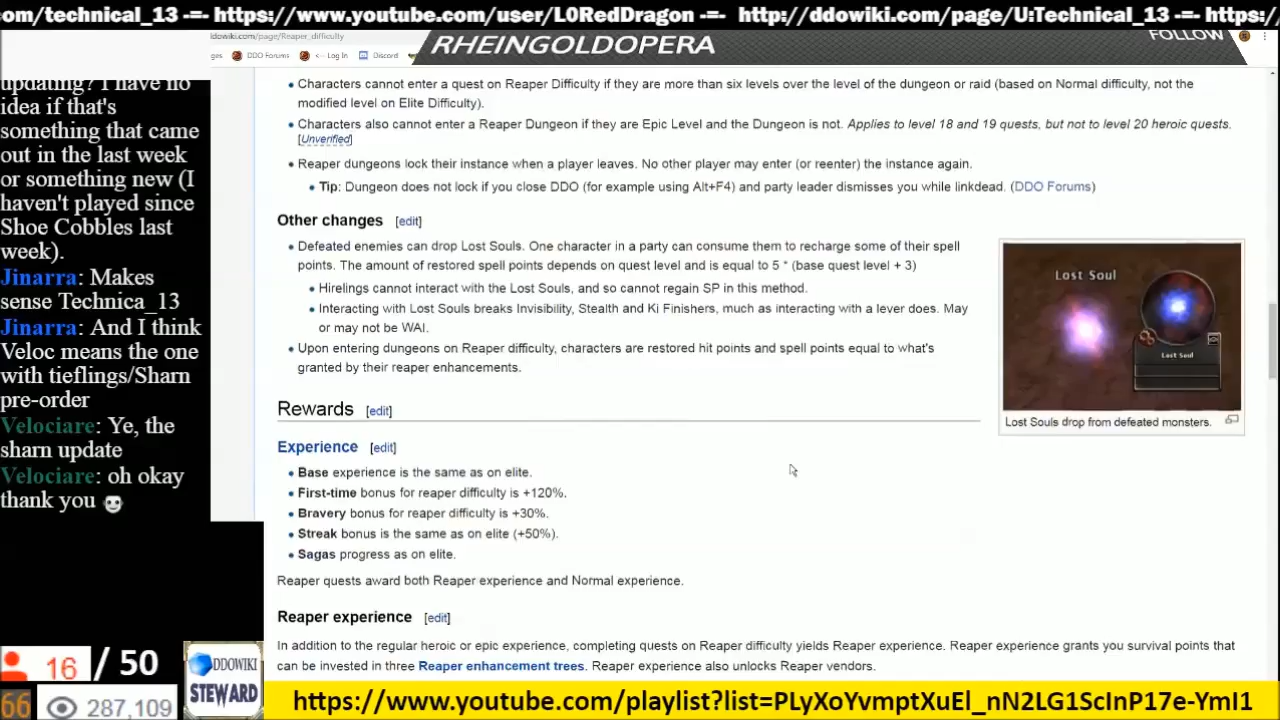 om/technical_13 -=- https://www.youtube.com/user/L0RedDragon -=- http://ddowiki.com/page/U:Technical_13 -=- https:/
om/page/Reaper_difficulty
RHEINGOLDOPERA
FOLLOW
ges DDO Forums <-- Log In Discord
updating? I have no
idea if that's
something that came
out in the last week
or something new (I
haven't played since
Shoe Cobbles last
week).
Jinarra: Makes
sense Technica_13
Jinarra: And I think
Veloc means the one
with tieflings/Sharn
pre-order
Velociare: Ye, the
sharn update
Velociare: oh okay
thank you
16 / 50
66 287,109
DDOWIKI
STEWARD
• Characters cannot enter a quest on Reaper Difficulty if they are more than six levels over the level of the dungeon or raid (based on Normal difficulty, not the
modified level on Elite Difficulty).
• Characters also cannot enter a Reaper Dungeon if they are Epic Level and the Dungeon is not. Applies to level 18 and 19 quests, but not to level 20 heroic quests.
[Unverified]
• Reaper dungeons lock their instance when a player leaves. No other player may enter (or reenter) the instance again.
• Tip: Dungeon does not lock if you close DDO (for example using Alt+F4) and party leader dismisses you while linkdead. (DDO Forums)
Other changes [edit]
• Defeated enemies can drop Lost Souls. One character in a party can consume them to recharge some of their spell
points. The amount of restored spell points depends on quest level and is equal to 5 * (base quest level + 3)
• Hirelings cannot interact with the Lost Souls, and so cannot regain SP in this method.
• Interacting with Lost Souls breaks Invisibility, Stealth and Ki Finishers, much as interacting with a lever does. May
or may not be WAI.
• Upon entering dungeons on Reaper difficulty, characters are restored hit points and spell points equal to what's
granted by their reaper enhancements.
Lost Soul
Lost Soul
Lost Souls drop from defeated monsters.
Rewards [edit]
Experience [edit]
• Base experience is the same as on elite.
• First-time bonus for reaper difficulty is +120%.
• Bravery bonus for reaper difficulty is +30%.
• Streak bonus is the same as on elite (+50%).
• Sagas progress as on elite.
Reaper quests award both Reaper experience and Normal experience.
Reaper experience [edit]
In addition to the regular heroic or epic experience, completing quests on Reaper difficulty yields Reaper experience. Reaper experience grants you survival points that
can be invested in three Reaper enhancement trees. Reaper experience also unlocks Reaper vendors.
https://www.youtube.com/playlist?list=PLyXoYvmptXuEl_nN2LG1ScInP17e-YmI1